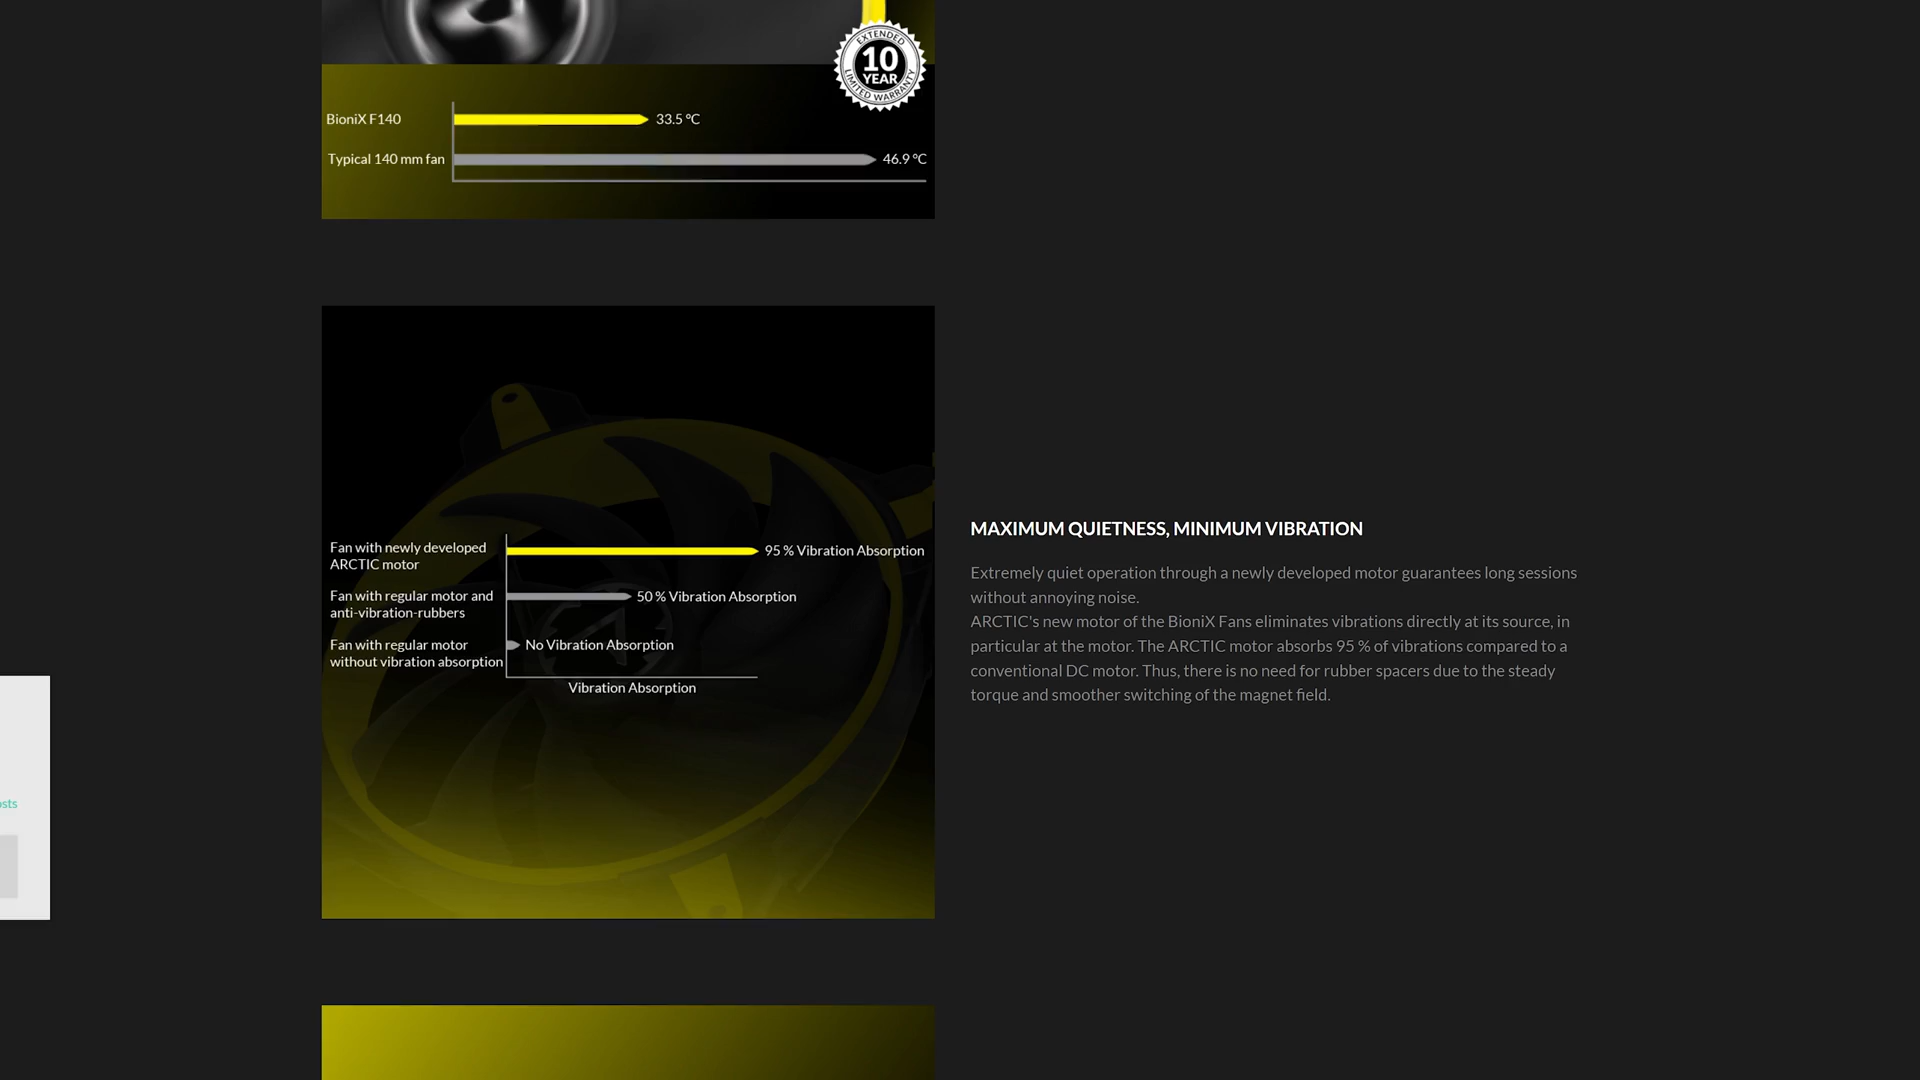 EXTENDED
10
YEAR
LIMITED WARRANTY
BioniX F140
33.5 °C
Typical 140 mm fan
46.9 °C
Fan with newly developed
ARCTIC motor
95 % Vibration Absorption
Fan with regular motor and
anti-vibration-rubbers
50 % Vibration Absorption
Fan with regular motor
without vibration absorption
No Vibration Absorption
Vibration Absorption
MAXIMUM QUIETNESS, MINIMUM VIBRATION
Extremely quiet operation through a newly developed motor guarantees long sessions
without annoying noise.
ARCTIC's new motor of the BioniX Fans eliminates vibrations directly at its source, in
particular at the motor. The ARCTIC motor absorbs 95 % of vibrations compared to a
conventional DC motor. Thus, there is no need for rubber spacers due to the steady
torque and smoother switching of the magnet field.